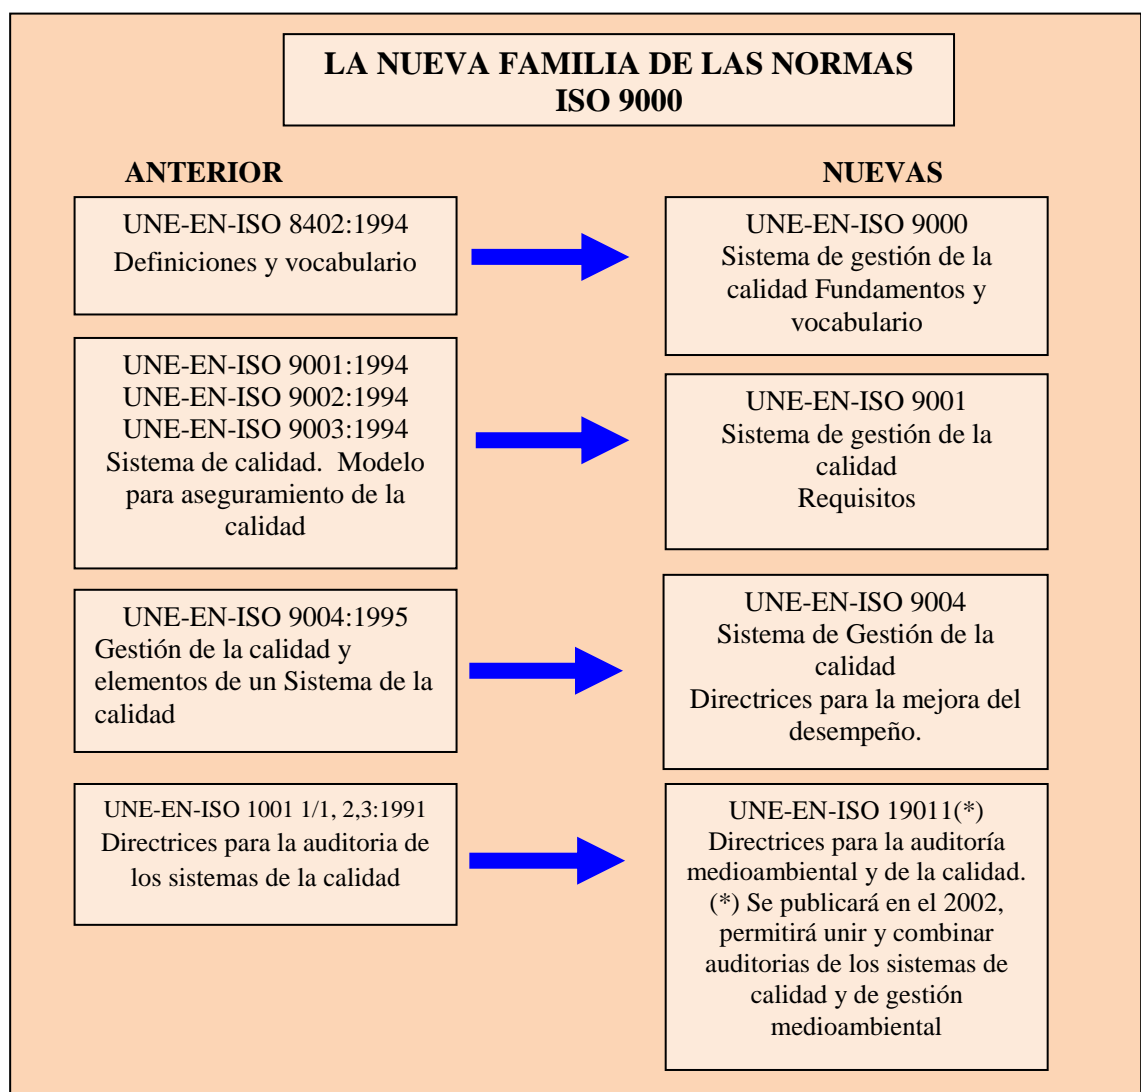 LA NUEVA FAMILIA DE LAS NORMAS
ISO 9000
ANTERIOR
NUEVAS
UNE-EN-ISO 8402:1994
Definiciones y vocabulario
UNE-EN-ISO 9000
Sistema de gestión de la
calidad Fundamentos y
vocabulario
UNE-EN-ISO 9001:1994
UNE-EN-ISO 9002:1994
UNE-EN-ISO 9003:1994
Sistema de calidad. Modelo
para aseguramiento de la
calidad
UNE-EN-ISO 9001
Sistema de gestión de la
calidad
Requisitos
UNE-EN-ISO 9004:1995
Gestión de la calidad y
elementos de un Sistema de la
calidad
UNE-EN-ISO 9004
Sistema de Gestión de la
calidad
Directrices para la mejora del
desempeño.
UNE-EN-ISO 1001 1/1, 2,3:1991
Directrices para la auditoria de
los sistemas de la calidad
UNE-EN-ISO 19011(*)
Directrices para la auditoría
medioambiental y de la calidad.
(*) Se publicará en el 2002,
permitirá unir y combinar
auditorias de los sistemas de
calidad y de gestión
medioambiental